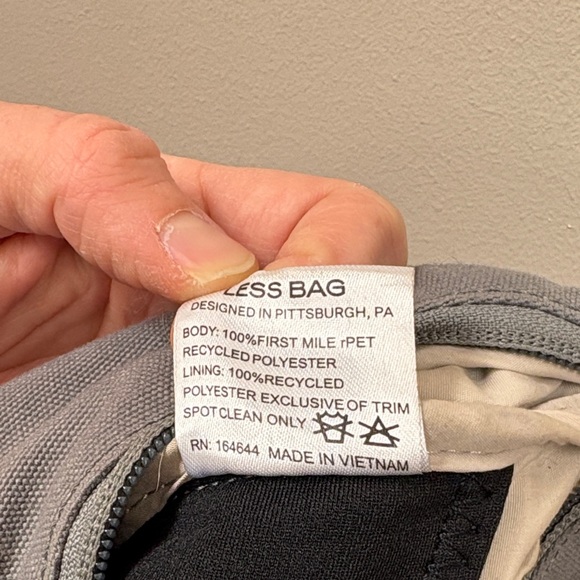 LESS BAG
DESIGNED IN PITTSBURGH, PA
BODY: 100%FIRST MILE rPET
RECYCLED POLYESTER
LINING: 100%RECYCLED
POLYESTER EXCLUSIVE OF TRIM
SPOT CLEAN ONLY
RN: 164644 MADE IN VIETNAM